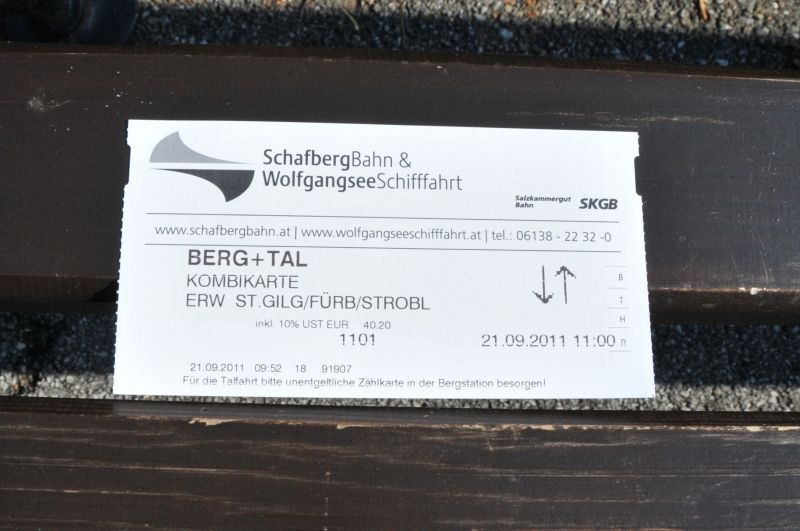 SchafbergBahn &
WolfgangseeSchifffahrt
Salzkammergut
Bahn
SKGB
www.schafbergbahn.at | www.wolfgangseeschifffahrt.at | tel.: 06138 - 22 32 -0
BERG+TAL
KOMBIKARTE
ERW ST.GILG/FÜRB/STROBL
inkl. 10% UST EUR 40.20
1101
21.09.2011 11:00
B
T
H
R
21.09.2011 09:52 18 91907
Für die Talfahrt bitte unentgeltliche Zählkarte in der Bergstation besorgen!